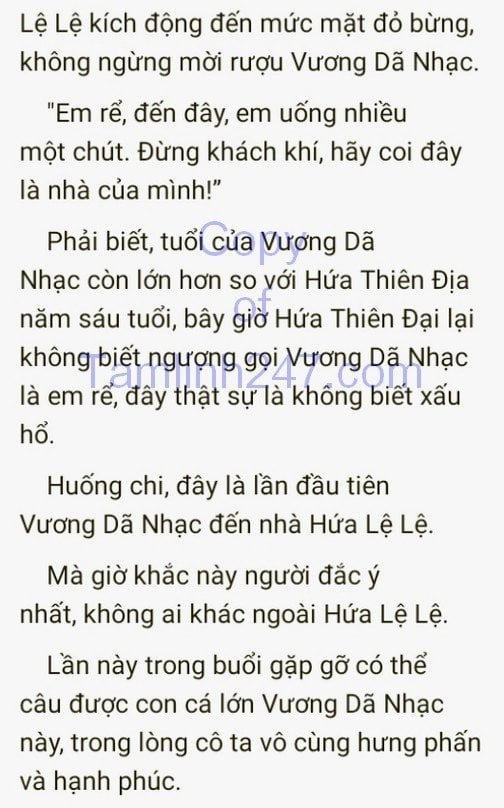 Lệ Lệ kích động đến mức mặt đỏ bừng,
không ngừng mời rượu Vương Dã Nhạc.
"Em rể, đến đây, em uống nhiều
một chút. Đừng khách khí, hãy coi đây
là nhà của mình!”
Phải biết, tuổi của Vương Dã
Nhạc còn lớn hơn so với Hứa Thiên Địa
năm sáu tuổi, bây giờ Hứa Thiên Đại lại
không biết ngượng gọi Vương Dã Nhạc
là em rể, đây thật sự là không biết xấu
hổ.
Huống chi, đây là lần đầu tiên
Vương Dã Nhạc đến nhà Hứa Lệ Lệ.
Mà giờ khắc này người đắc ý
nhất, không ai khác ngoài Hứa Lệ Lệ.
Lần này trong buổi gặp gỡ có thể
câu được con cá lớn Vương Dã Nhạc
này, trong lòng cô ta vô cùng hưng phấn
và hạnh phúc.
Copy
of
Tamlinh247.com